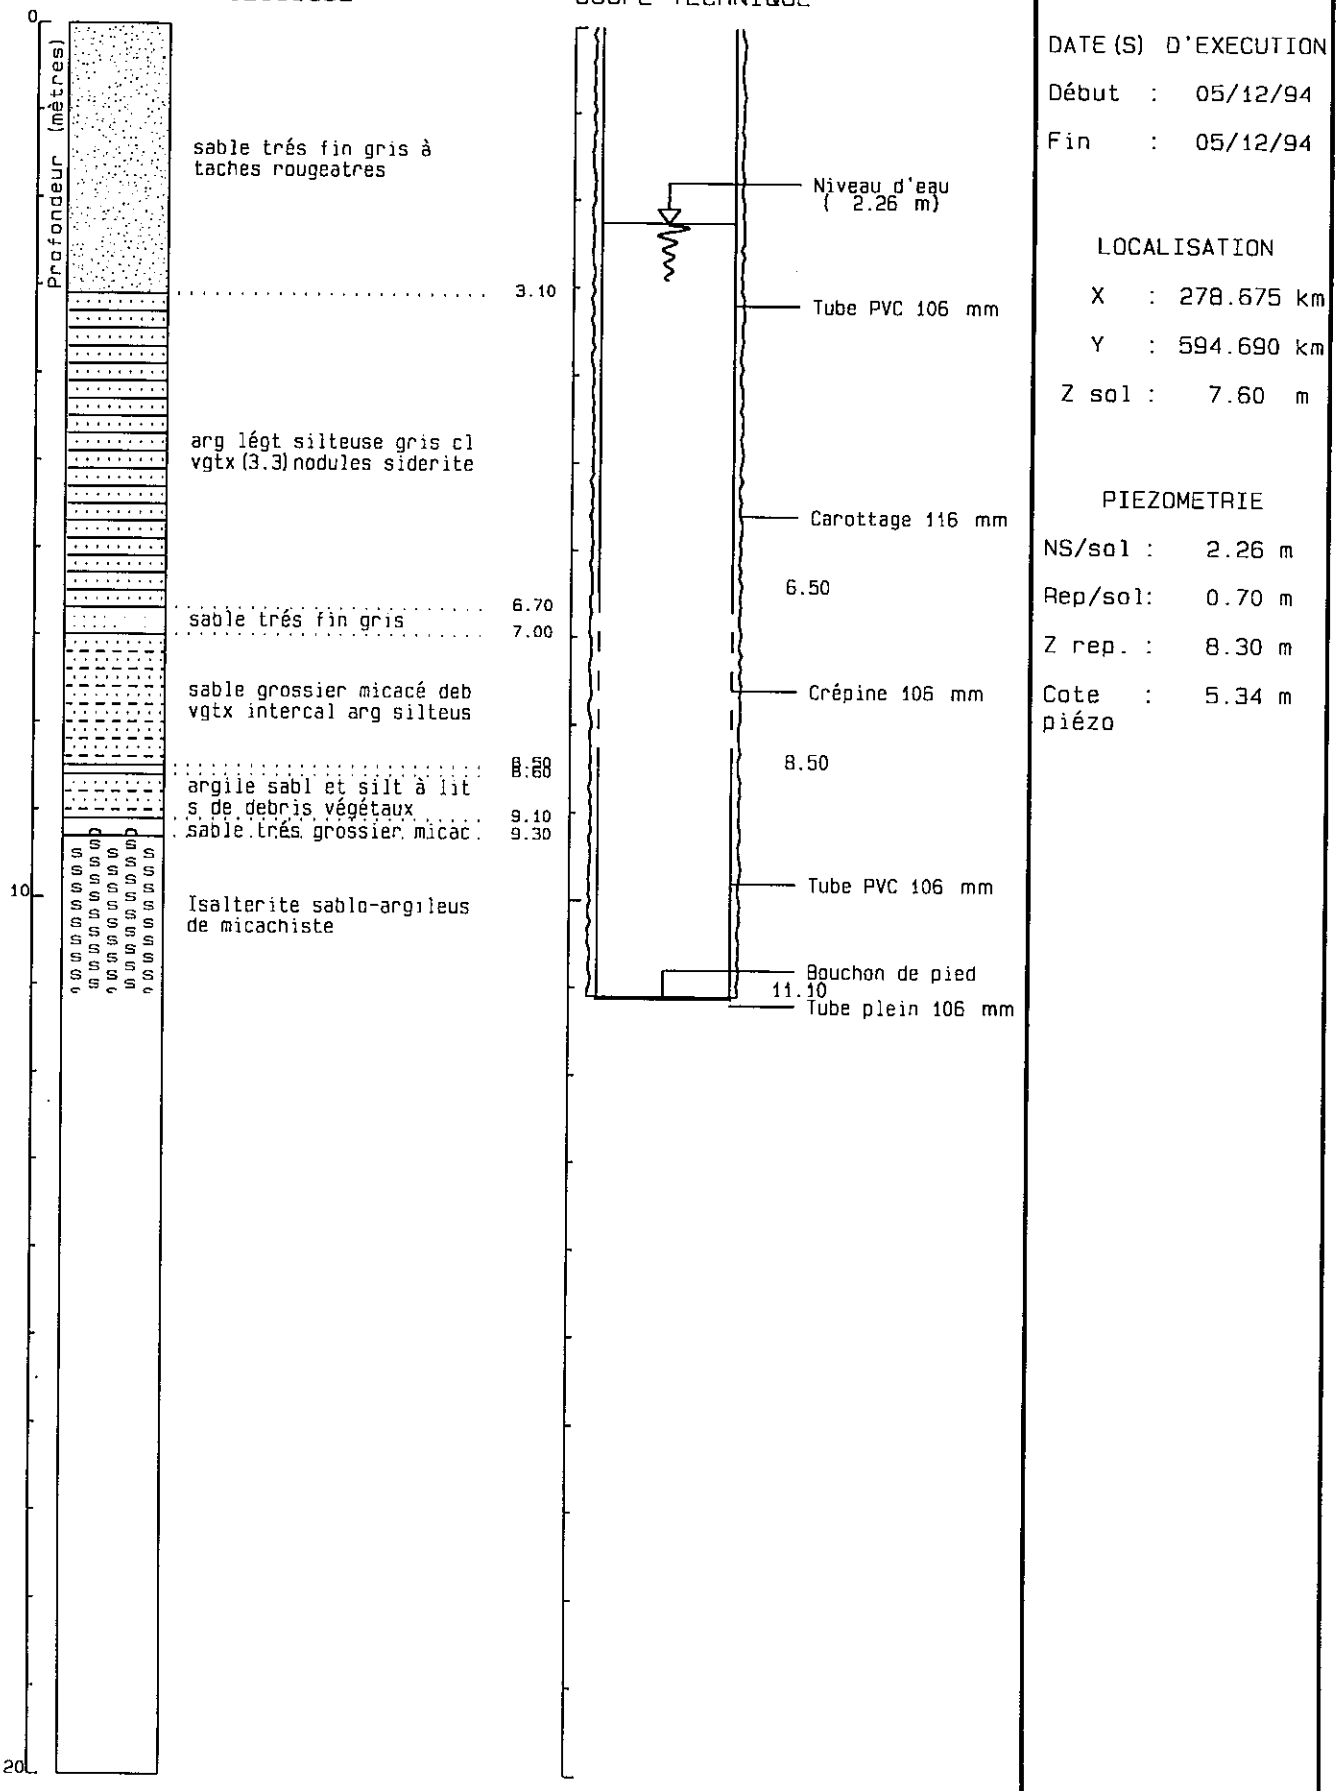 COUPE TECHNIQUE
0
Profondeur (mètres)
10
20
sable trés fin gris à
taches rougeatres
3.10
arg légt silteuse gris cl
vgtx (3.3) nodules siderite
6.70
sable trés fin gris
7.00
sable grossier micacé deb
vgtx intercal arg silteus
8.50
8.60
argile sabl et silt à lit
s de debris végétaux
9.10
sable trés grossier micac
9.30
Isalterite sablo-argileus
de micachiste
Niveau d'eau
( 2.26 m)
Tube PVC 106 mm
Carottage 116 mm
6.50
Crépine 106 mm
8.50
Tube PVC 106 mm
Bouchon de pied
11.10
Tube plein 106 mm
DATE(S) D'EXECUTION
Début : 05/12/94
Fin : 05/12/94
LOCALISATION
X : 278.675 km
Y : 594.690 km
Z sol : 7.60 m
PIEZOMETRIE
NS/sol : 2.26 m
Rep/sol: 0.70 m
Z rep. : 8.30 m
Cote : 5.34 m
piézo